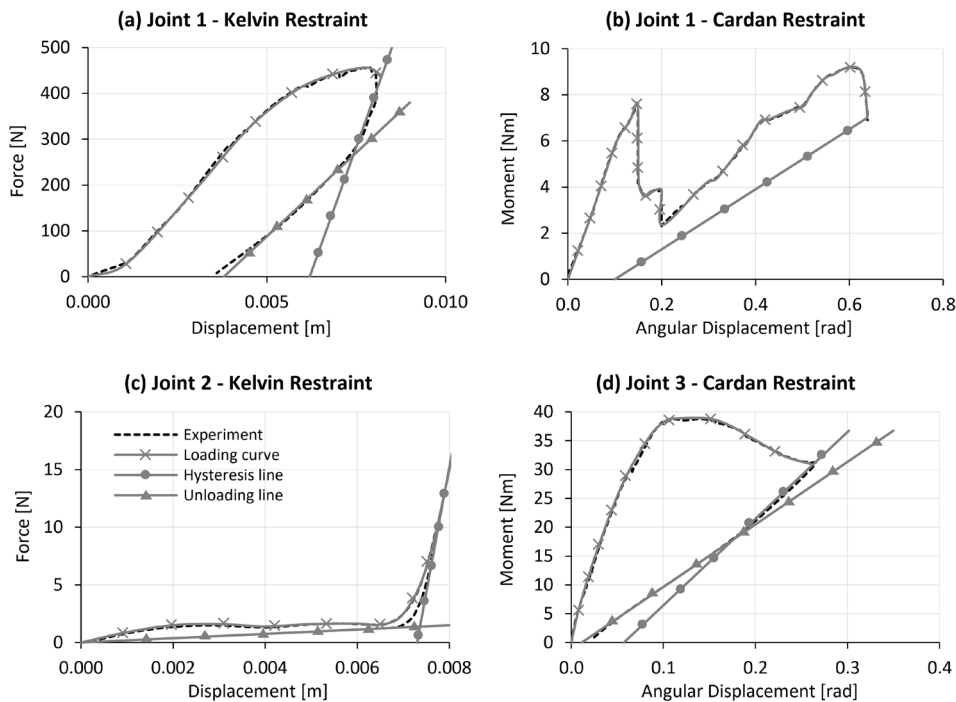 (a) Joint 1 - Kelvin Restraint
500
400
300
200
100
0
Force [N]
0.000
0.005
0.010
Displacement [m]
(b) Joint 1 - Cardan Restraint
10
8
6
4
2
0
Moment [Nm]
0.0
0.2
0.4
0.6
0.8
Angular Displacement [rad]
(c) Joint 2 - Kelvin Restraint
20
15
10
5
0
Force [N]
Experiment
Loading curve
Hysteresis line
Unloading line
0.000
0.002
0.004
0.006
0.008
Displacement [m]
(d) Joint 3 - Cardan Restraint
40
35
30
25
20
15
10
5
0
Moment [Nm]
0.0
0.1
0.2
0.3
0.4
Angular Displacement [rad]